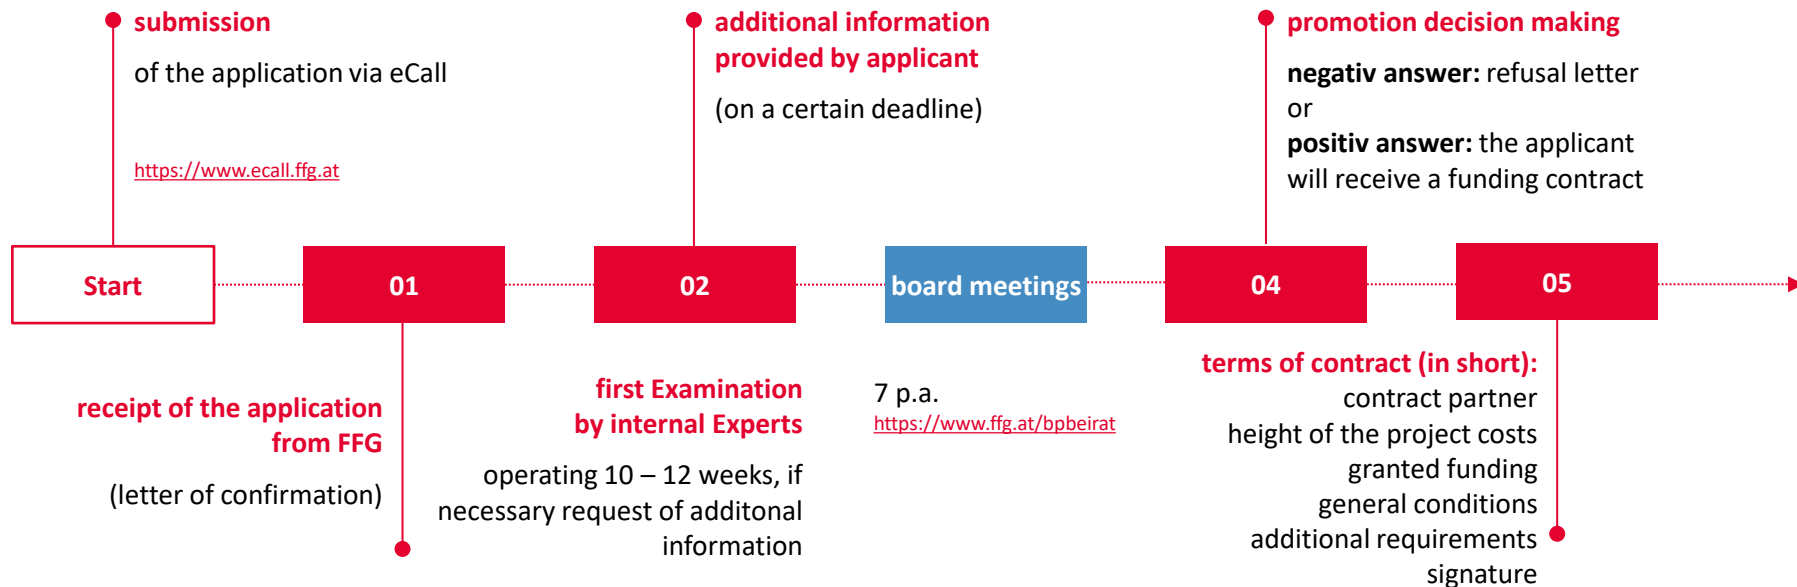 submission
of the application via eCall
https://www.ecall.ffg.at
additional information
provided by applicant
(on a certain deadline)
promotion decision making
negativ answer: refusal letter
or
positiv answer: the applicant
will receive a funding contract
Start
01
02
board meetings
04
05
receipt of the application
from FFG
(letter of confirmation)
first Examination
by internal Experts
operating 10 – 12 weeks, if
necessary request of additonal
information
7 p.a.
https://www.ffg.at/bpbeirat
terms of contract (in short):
contract partner
height of the project costs
granted funding
general conditions
additional requirements
signature